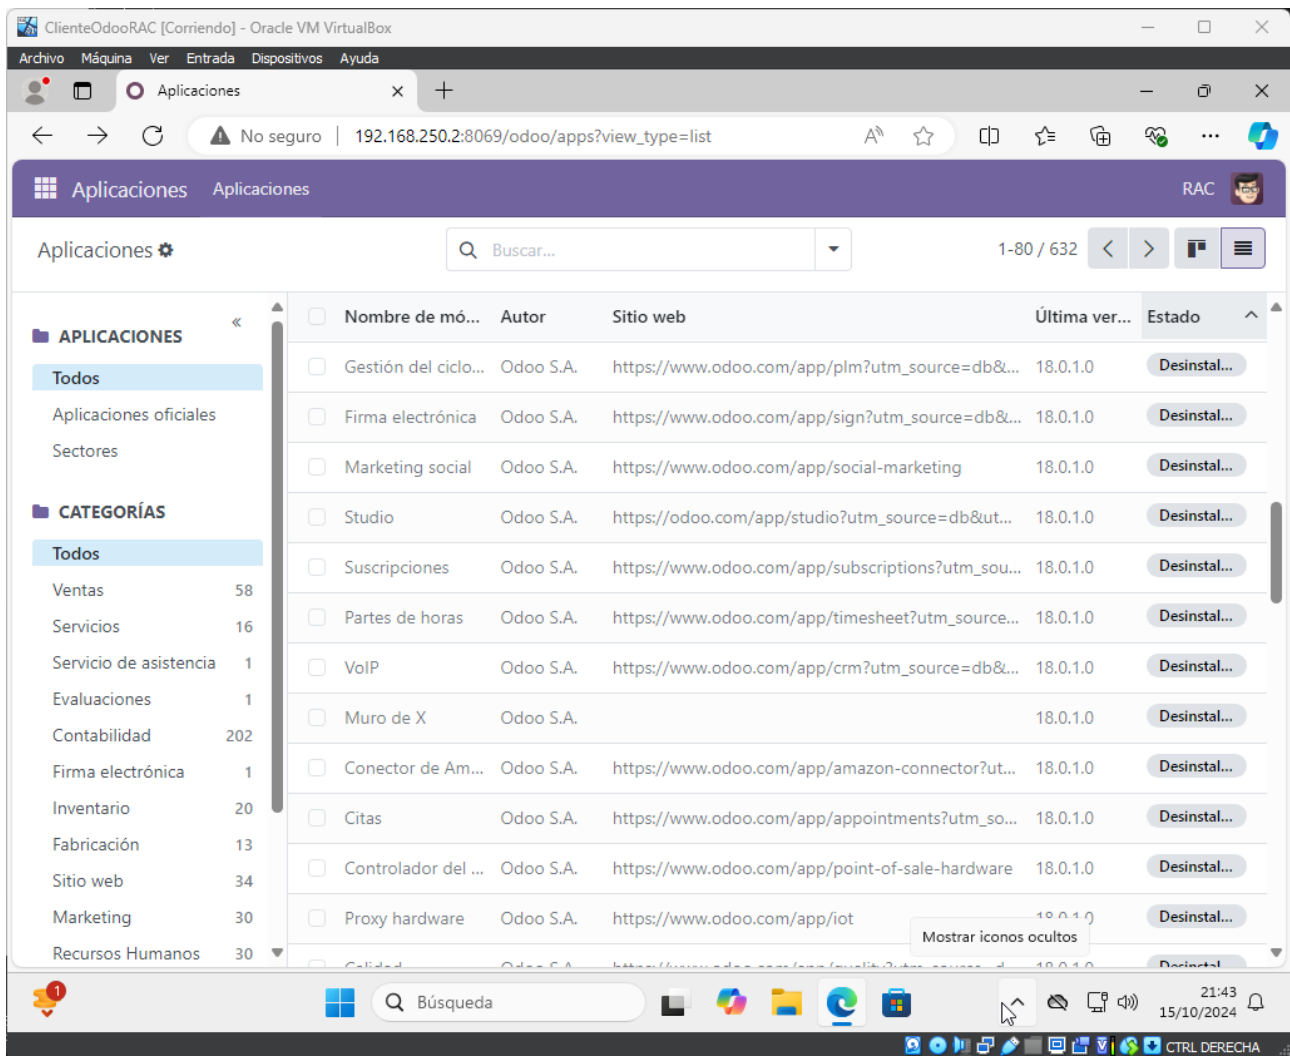 ClienteOdooRAC [Corriendo] - Oracle VM VirtualBox
Archivo Máquina Ver Entrada Dispositivos Ayuda
Aplicaciones
No seguro 192.168.250.2:8069/odoo/apps?view_type=list
Aplicaciones Aplicaciones RAC
Aplicaciones Buscar... 1-80 / 632
APLICACIONES
Todos
Aplicaciones oficiales
Sectores
CATEGORÍAS
Todos
Ventas 58
Servicios 16
Servicio de asistencia 1
Evaluaciones 1
Contabilidad 202
Firma electrónica 1
Inventario 20
Fabricación 13
Sitio web 34
Marketing 30
Recursos Humanos 30
Nombre de mó... Autor Sitio web Última ver... Estado
Gestión del ciclo... Odoo S.A. https://www.odoo.com/app/plm?utm_source=db&... 18.0.1.0 Desinstal...
Firma electrónica Odoo S.A. https://www.odoo.com/app/sign?utm_source=db&... 18.0.1.0 Desinstal...
Marketing social Odoo S.A. https://www.odoo.com/app/social-marketing 18.0.1.0 Desinstal...
Studio Odoo S.A. https://odoo.com/app/studio?utm_source=db&ut... 18.0.1.0 Desinstal...
Suscripciones Odoo S.A. https://www.odoo.com/app/subscriptions?utm_sou... 18.0.1.0 Desinstal...
Partes de horas Odoo S.A. https://www.odoo.com/app/timesheet?utm_source... 18.0.1.0 Desinstal...
VoIP Odoo S.A. https://www.odoo.com/app/crm?utm_source=db&... 18.0.1.0 Desinstal...
Muro de X Odoo S.A. 18.0.1.0 Desinstal...
Conector de Am... Odoo S.A. https://www.odoo.com/app/amazon-connector?ut... 18.0.1.0 Desinstal...
Citas Odoo S.A. https://www.odoo.com/app/appointments?utm_so... 18.0.1.0 Desinstal...
Controlador del ... Odoo S.A. https://www.odoo.com/app/point-of-sale-hardware 18.0.1.0 Desinstal...
Proxy hardware Odoo S.A. https://www.odoo.com/app/iot 18.0.1.0 Desinstal...
Calidad Odoo S.A.
Mostrar iconos ocultos
1
Búsqueda
21:43
15/10/2024
CTRL DERECHA